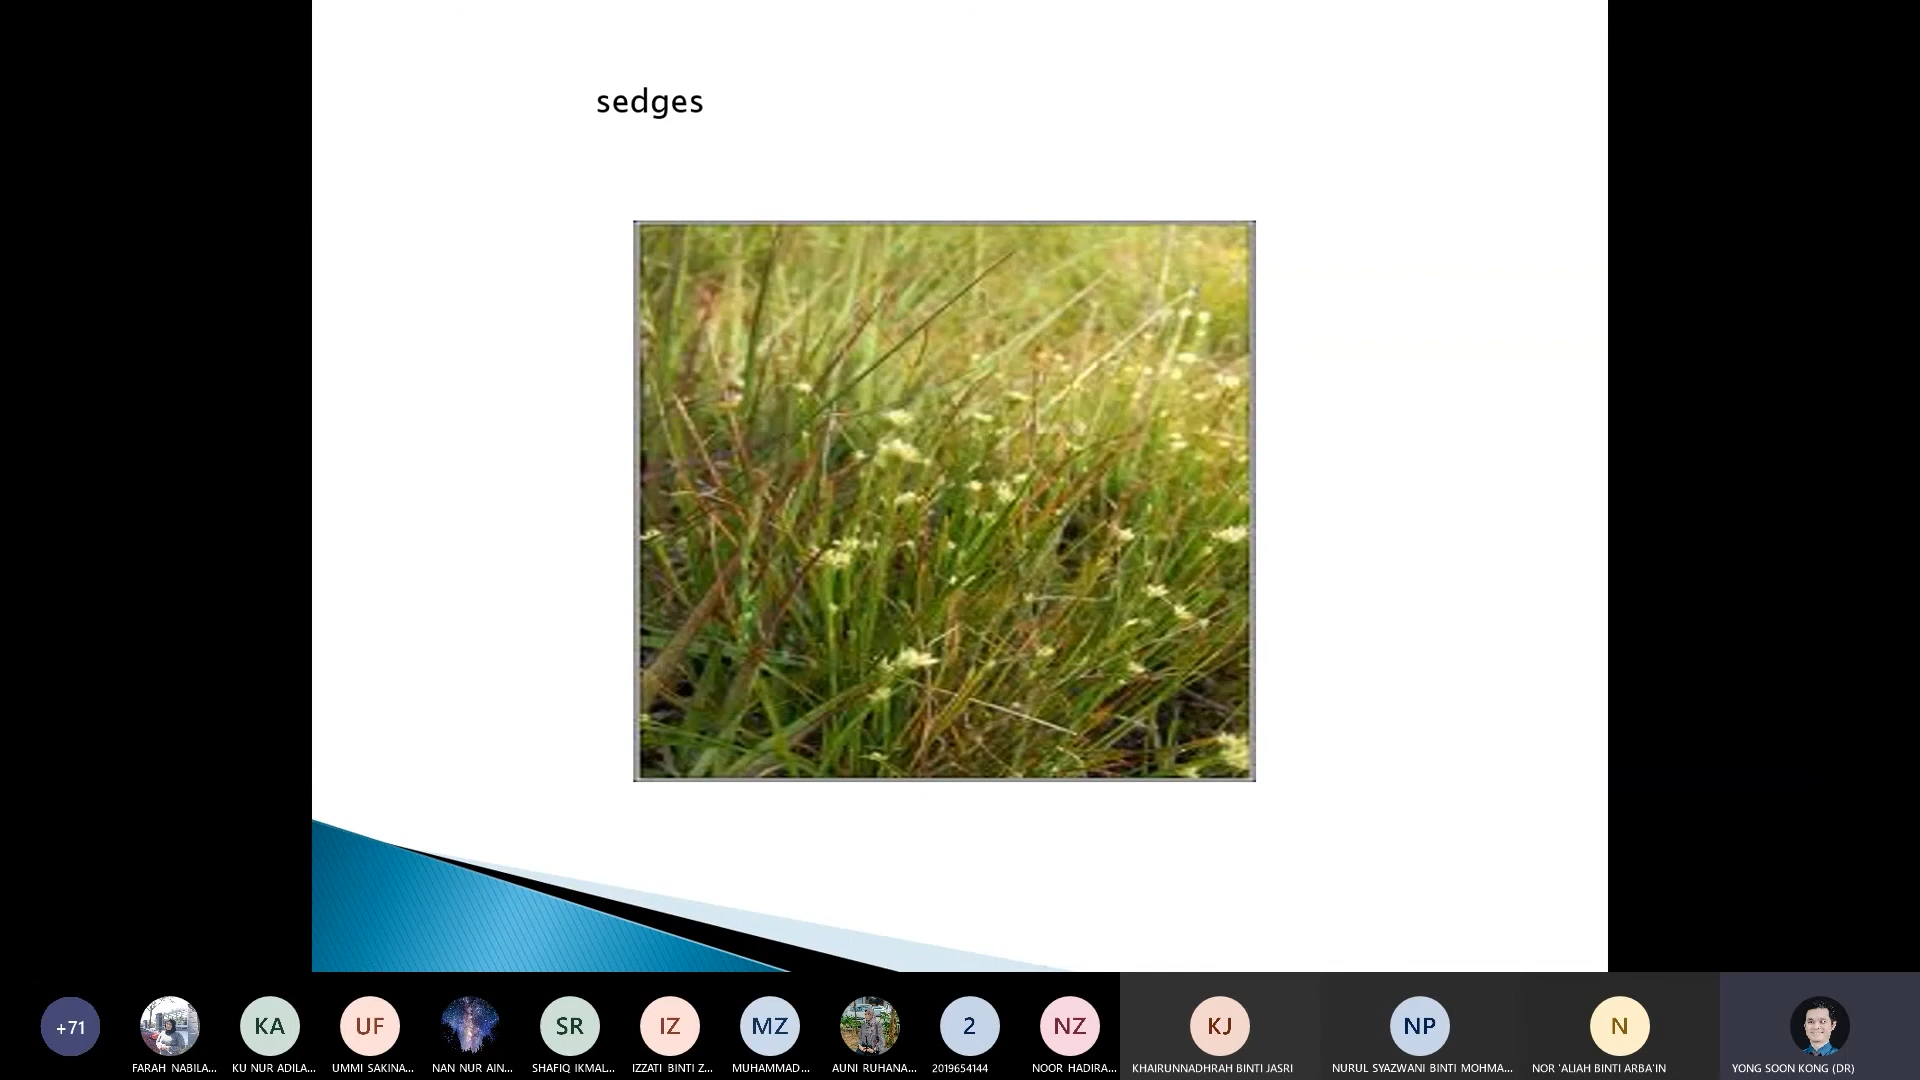 sedges
+71
KA
UF
SR
IZ
MZ
2
NZ
KJ
NP
N
FARAH NABILA...
KU NUR ADILA...
UMMI SAKINA...
NAN NUR AIN...
SHAFIQ IKMAL...
IZZATI BINTI Z...
MUHAMMAD...
AUNI RUHANA...
2019654144
NOOR HADIRA...
KHAIRUNNADHRAH BINTI JASRI
NURUL SYAZWANI BINTI MOHMA...
NOR 'ALIAH BINTI ARBA'IN
YONG SOON KONG (DR)